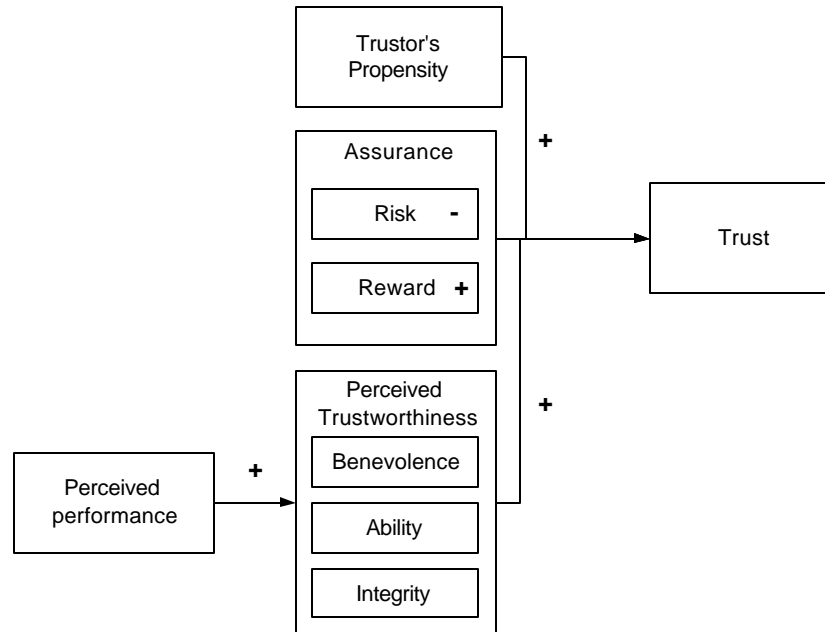 Trustor's
Propensity
+
Assurance
Risk -
Reward +
Trust
Perceived
Trustworthiness
+
Benevolence
Ability
Integrity
Perceived
performance
+